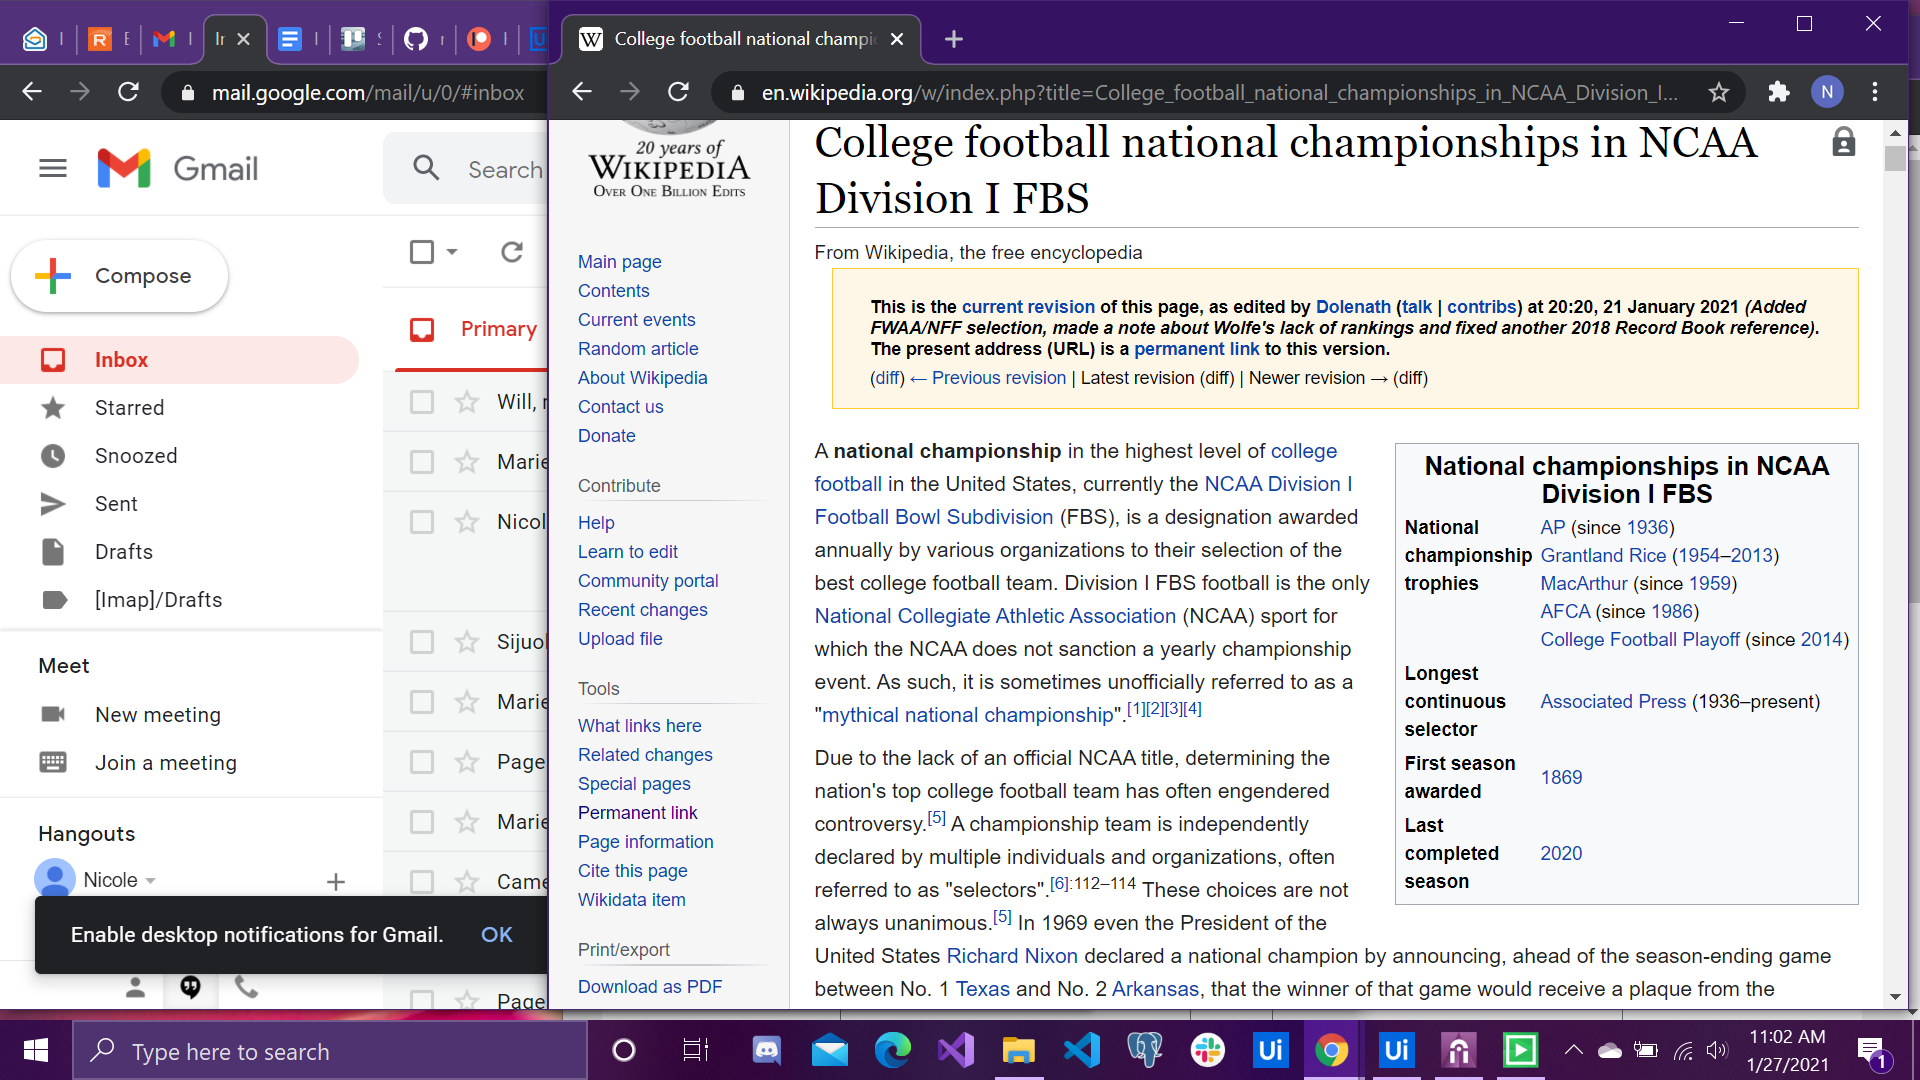 College football national champi
mail.google.com/mail/u/0/#inbox
en.wikipedia.org/w/index.php?title=College_football_national_championships_in_NCAA_Division_I...
N
Gmail
Search
Compose
Primary
Inbox
Starred
Snoozed
Sent
Drafts
[Imap]/Drafts
Meet
New meeting
Join a meeting
Hangouts
Nicole
Enable desktop notifications for Gmail.
OK
Will,
Marie
Nicol
Sijuol
Marie
Page
Marie
Came
Page
20 years of
WIKIPEDIA
OVER ONE BILLION EDITS
Main page
Contents
Current events
Random article
About Wikipedia
Contact us
Donate
Contribute
Help
Learn to edit
Community portal
Recent changes
Upload file
Tools
What links here
Related changes
Special pages
Permanent link
Page information
Cite this page
Wikidata item
Print/export
Download as PDF
College football national championships in NCAA
Division I FBS
From Wikipedia, the free encyclopedia
This is the current revision of this page, as edited by Dolenath (talk | contribs) at 20:20, 21 January 2021 (Added
FWAA/NFF selection, made a note about Wolfe's lack of rankings and fixed another 2018 Record Book reference).
The present address (URL) is a permanent link to this version.
(diff) ← Previous revision | Latest revision (diff) | Newer revision → (diff)
A national championship in the highest level of college
football in the United States, currently the NCAA Division I
Football Bowl Subdivision (FBS), is a designation awarded
annually by various organizations to their selection of the
best college football team. Division I FBS football is the only
National Collegiate Athletic Association (NCAA) sport for
which the NCAA does not sanction a yearly championship
event. As such, it is sometimes unofficially referred to as a
"mythical national championship".[1][2][3][4]
Due to the lack of an official NCAA title, determining the
nation's top college football team has often engendered
controversy.[5] A championship team is independently
declared by multiple individuals and organizations, often
referred to as "selectors".[6]:112–114 These choices are not
always unanimous.[5] In 1969 even the President of the
United States Richard Nixon declared a national champion by announcing, ahead of the season-ending game
between No. 1 Texas and No. 2 Arkansas, that the winner of that game would receive a plaque from the
National championships in NCAA
Division I FBS
National championship trophies
AP (since 1936)
Grantland Rice (1954–2013)
MacArthur (since 1959)
AFCA (since 1986)
College Football Playoff (since 2014)
Longest continuous selector
Associated Press (1936–present)
First season awarded
1869
Last completed season
2020
Type here to search
11:02 AM
1/27/2021
1